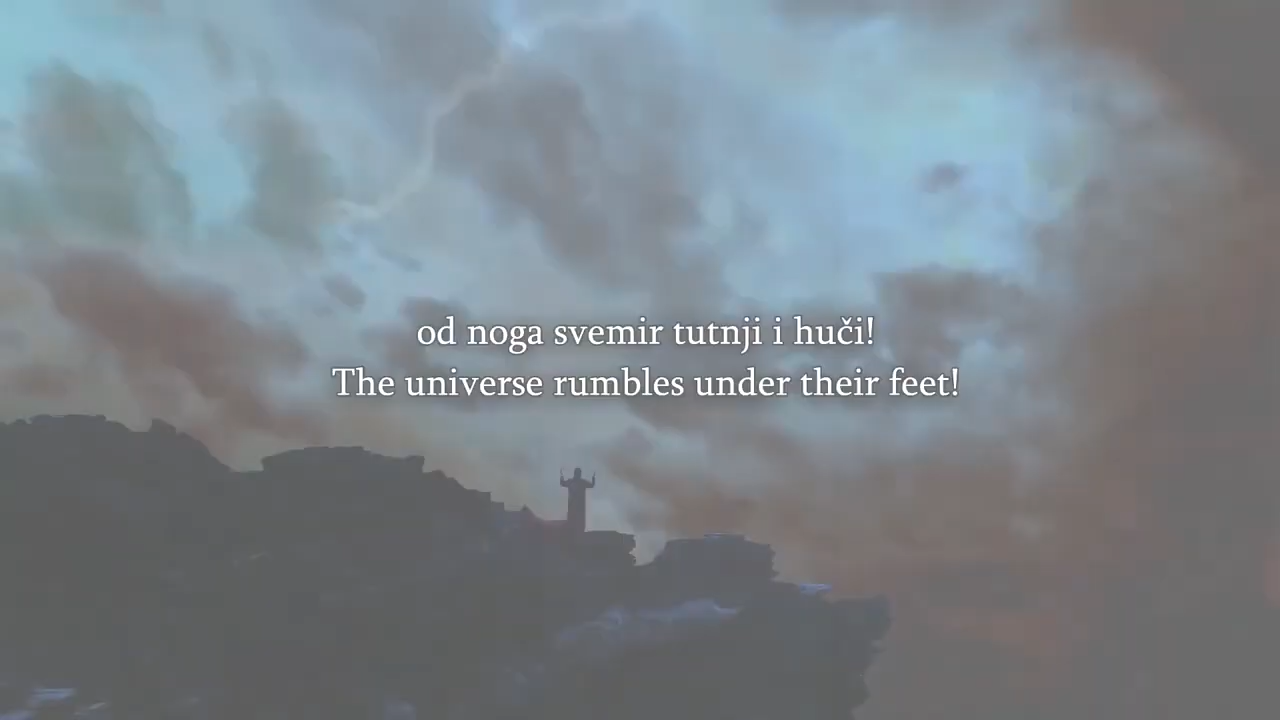 od noga svemir tutnji i huči!
The universe rumbles under their feet!